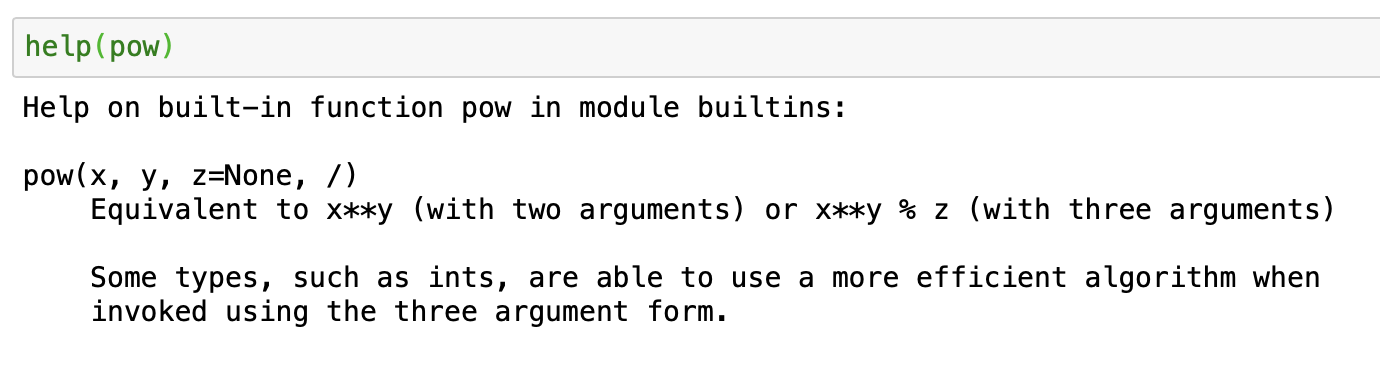 help(pow)
Help on built-in function pow in module builtins:
pow(x, y, z=None, /)
Equivalent to x**y (with two arguments) or x**y % z (with three arguments)
Some types, such as ints, are able to use a more efficient algorithm when
invoked using the three argument form.